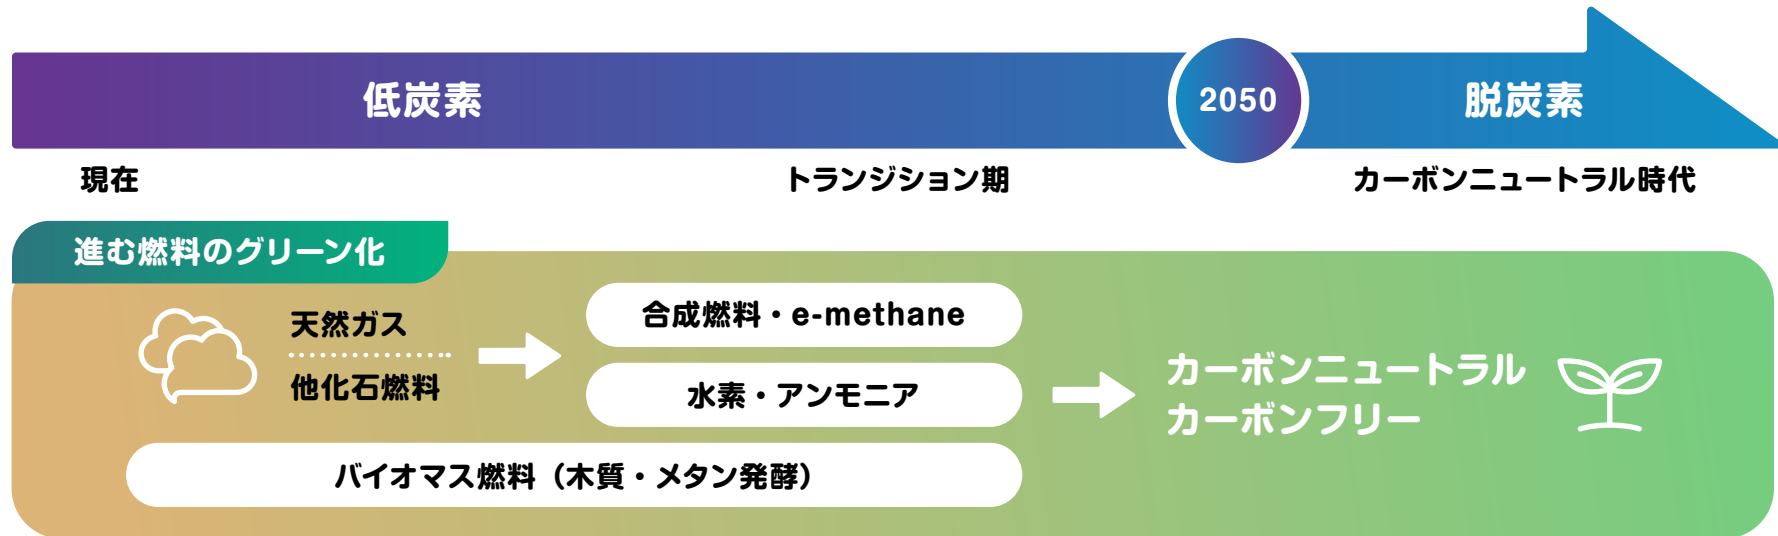 低炭素
2050
脱炭素
現在
トランジション期
カーボンニュートラル時代
進む燃料のグリーン化
天然ガス
他化石燃料
合成燃料・e-methane
水素・アンモニア
バイオマス燃料（木質・メタン発酵）
カーボンニュートラル
カーボンフリー